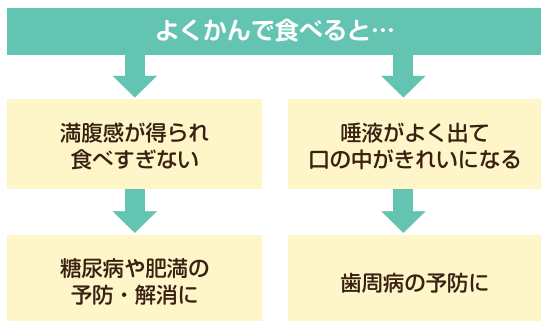 よくかんで食べると…
満腹感が得られ
食べすぎない
唾液がよく出て
口の中がきれいになる
糖尿病や肥満の
予防・解消に
歯周病の予防に